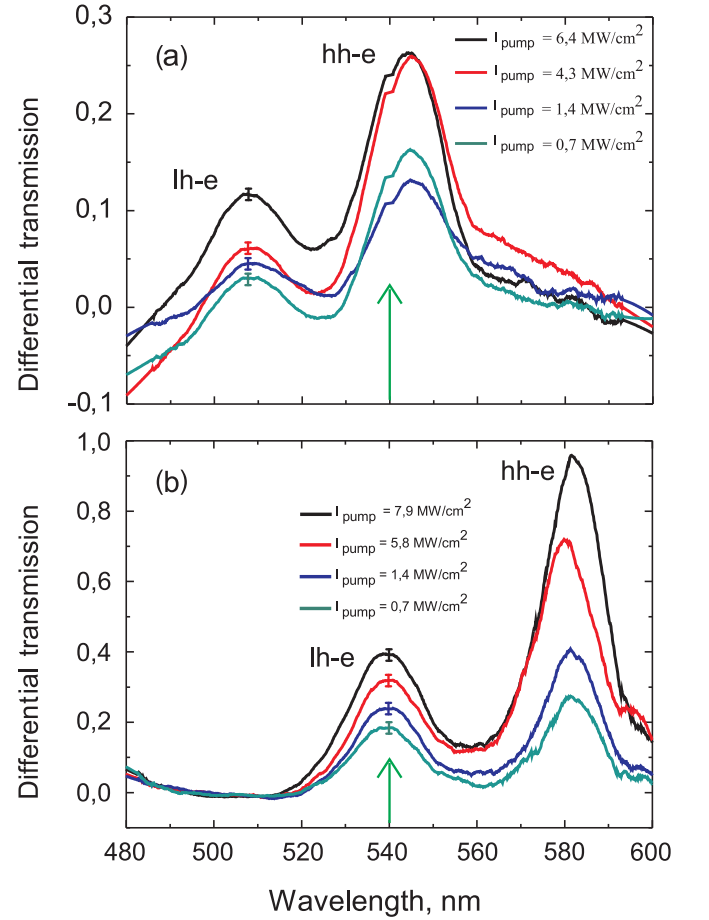 0,3
0,2
0,1
0,0
-0,1
Differential transmission
(a)
lh-e
hh-e
I pump = 6,4 MW/cm²
I pump = 4,3 MW/cm²
I pump = 1,4 MW/cm²
I pump = 0,7 MW/cm²
1,0
0,8
0,6
0,4
0,2
0,0
Differential transmission
(b)
hh-e
I pump = 7,9 MW/cm²
I pump = 5,8 MW/cm²
I pump = 1,4 MW/cm²
I pump = 0,7 MW/cm²
lh-e
480 500 520 540 560 580 600
Wavelength, nm